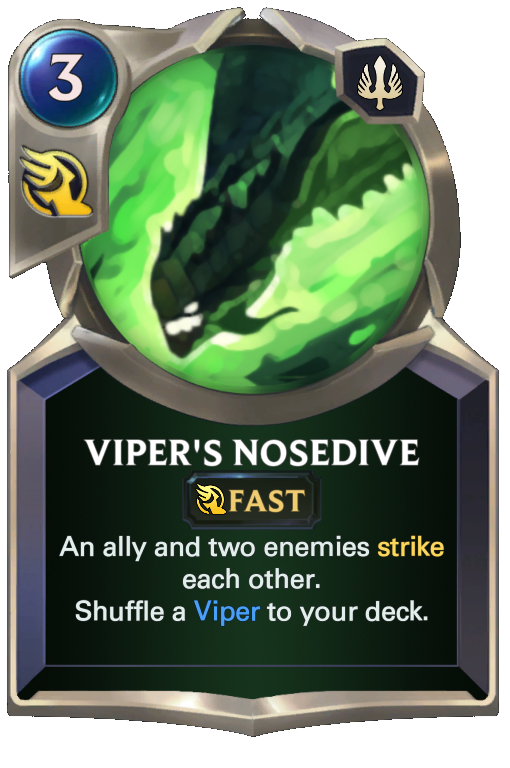 3
VIPER'S NOSEDIVE
FAST
An ally and two enemies strike
each other.
Shuffle a Viper to your deck.